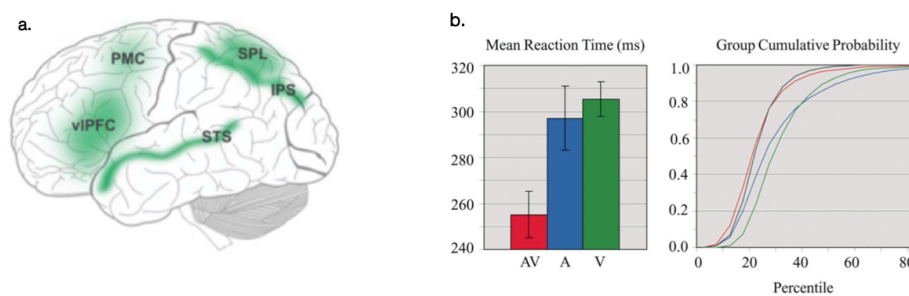 a.
PMC
SPL
IPS
vlPFC
STS
b.
Mean Reaction Time (ms)
320
300
280
260
240
AV A V
Group Cumulative Probability
1.0
0.8
0.6
0.4
0.2
0.0
0 20 40 60 80
Percentile